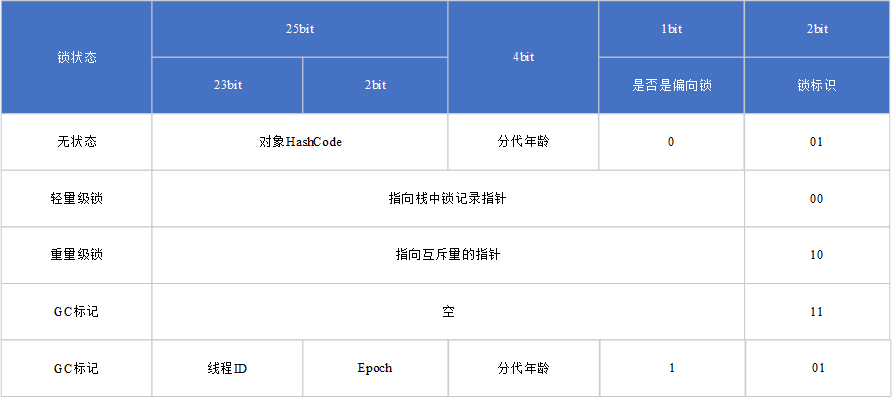 锁状态 25bit 4bit 1bit 2bit
23bit 2bit 是否是偏向锁 锁标识
无状态 对象HashCode 分代年龄 0 01
轻量级锁 指向栈中锁记录指针 00
重量级锁 指向互斥量的指针 10
GC标记 空 11
GC标记 线程ID Epoch 分代年龄 1 01